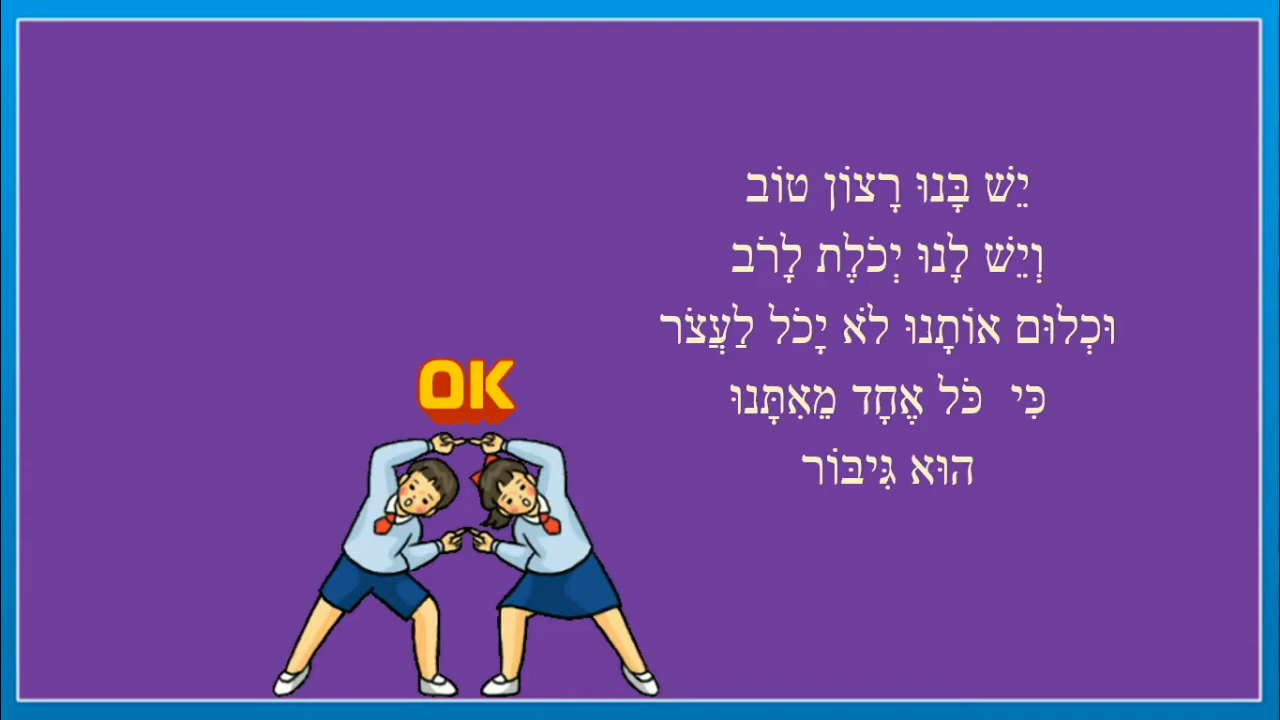 יֵשׁ בָּנוּ רָצוֹן טוֹב
וְיֵשׁ לָנוּ יְכֹלֶת לָרֹב
וּכְלוּם אוֹתָנוּ לֹא יָכֹל לַעֲצֹר
כִּי כֹּל אֶחָד מֵאִתָּנוּ
הוּא גִּיבּוֹר
OK